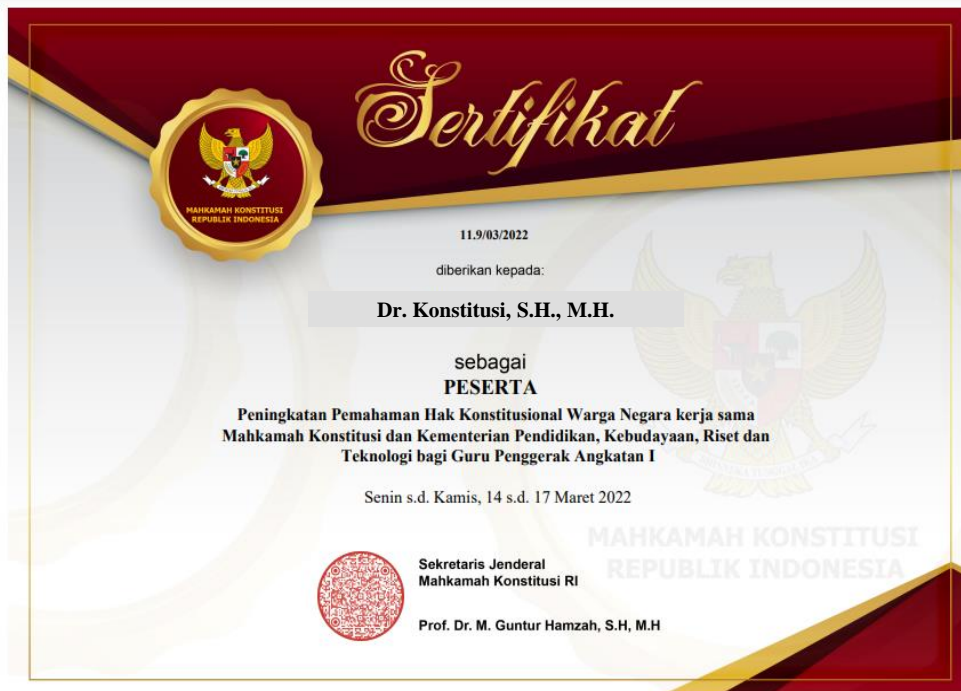 Sertifikat
MAHKAMAH KONSTITUSI
REPUBLIK INDONESIA
11.9/03/2022
diberikan kepada:
Dr. Konstitusi, S.H., M.H.
sebagai
PESERTA
Peningkatan Pemahaman Hak Konstitusional Warga Negara kerja sama
Mahkamah Konstitusi dan Kementerian Pendidikan, Kebudayaan, Riset dan
Teknologi bagi Guru Penggerak Angkatan I
Senin s.d. Kamis, 14 s.d. 17 Maret 2022
MAHKAMAH KONSTITUSI
REPUBLIK INDONESIA
Sekretaris Jenderal
Mahkamah Konstitusi RI
Prof. Dr. M. Guntur Hamzah, S.H, M.H